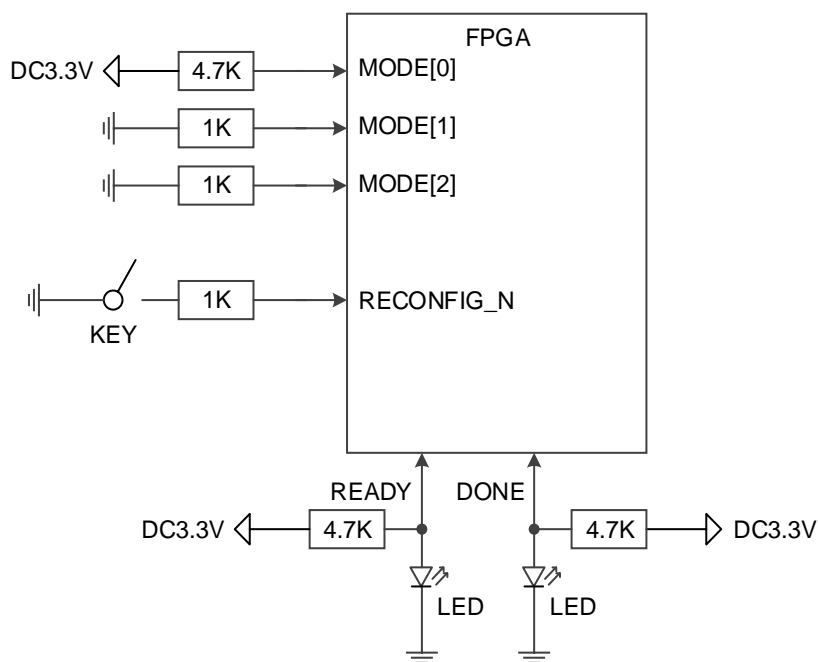 FPGA
DC3.3V
4.7K
MODE[0]
1K
MODE[1]
1K
MODE[2]
KEY
1K
RECONFIG_N
READY
DONE
DC3.3V
4.7K
4.7K
DC3.3V
LED
LED